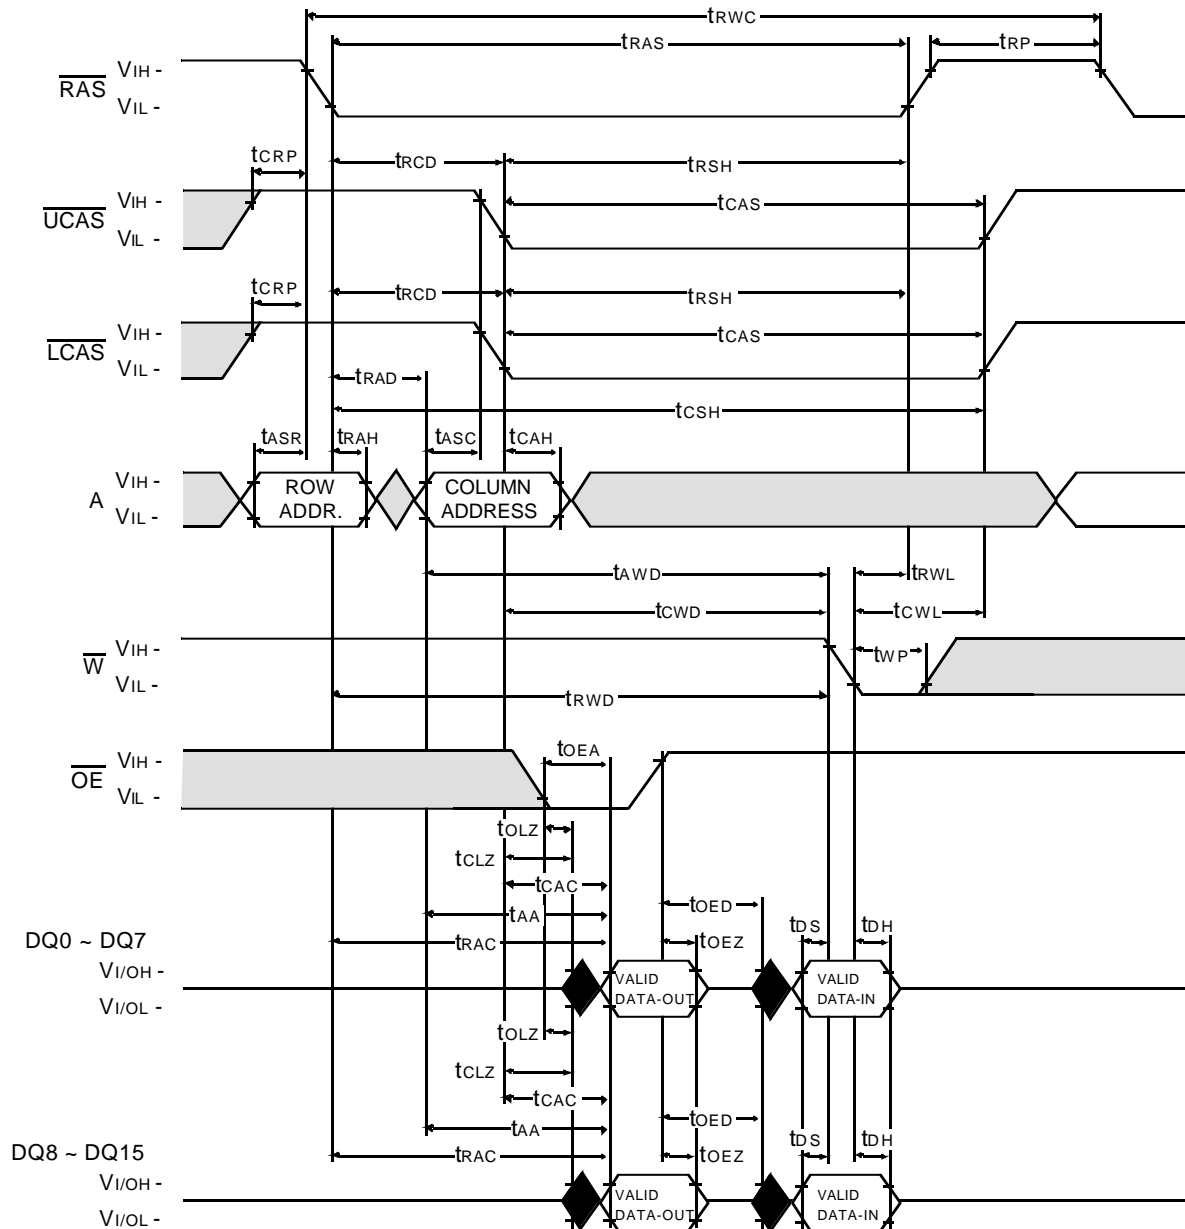 tRWC
tRAS
tRP
RAS
VIH -
VIL -
tCRP
tRCD
tRSH
UCAS
VIH -
VIL -
tCAS
tCRP
tRCD
tRSH
LCAS
VIH -
VIL -
tCAS
tRAD
tCSH
tASR
tRAH
tASC
tCAH
A
VIH -
VIL -
ROW
ADDR.
COLUMN
ADDRESS
tAWD
tRWL
tCWD
tCWL
W
VIH -
VIL -
tWP
tRWD
OE
VIH -
VIL -
tOEA
tOLZ
tCLZ
tCAC
tOED
tAA
tDS
tDH
DQ0 ~ DQ7
tRAC
tOEZ
VI/OH -
VI/OL -
VALID
DATA-OUT
VALID
DATA-IN
tOLZ
tCLZ
tCAC
tOED
tAA
tDS
tDH
DQ8 ~ DQ15
tRAC
tOEZ
VI/OH -
VI/OL -
VALID
DATA-OUT
VALID
DATA-IN